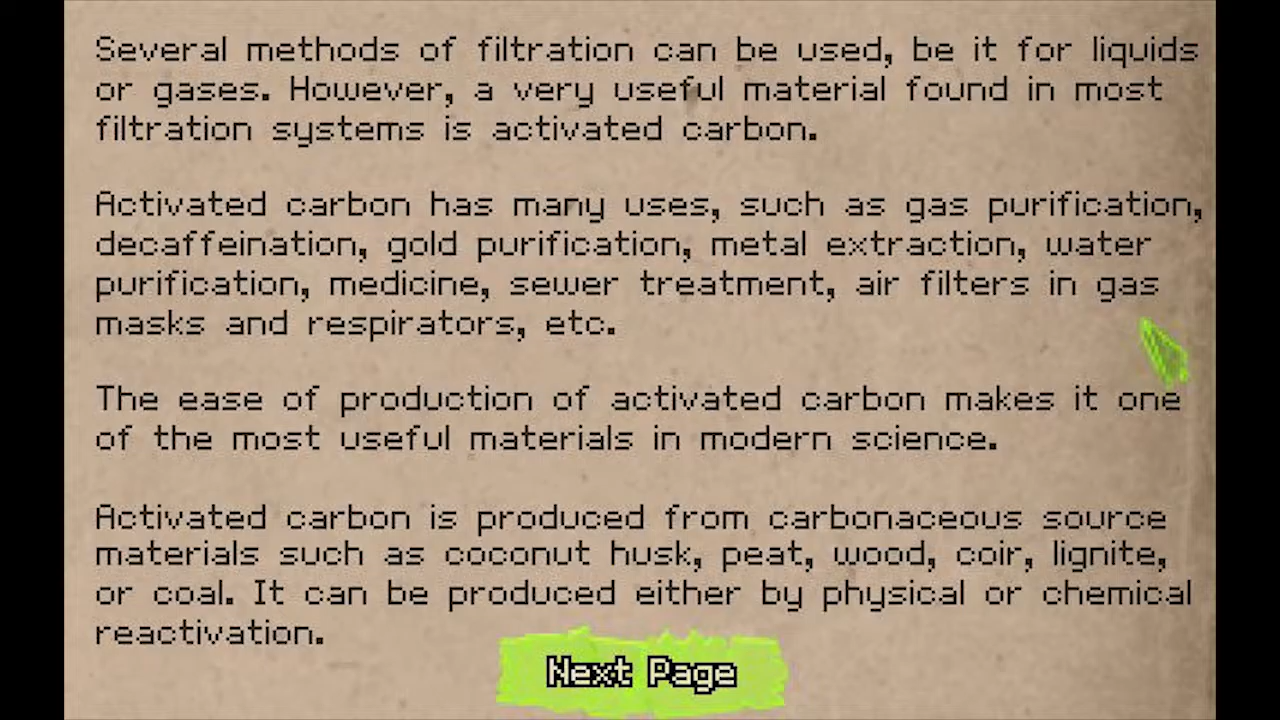 Several methods of filtration can be used, be it for liquids
or gases. However, a very useful material found in most
filtration systems is activated carbon.
Activated carbon has many uses, such as gas purification,
decaffeination, gold purification, metal extraction, water
purification, medicine, sewer treatment, air filters in gas
masks and respirators, etc.
The ease of production of activated carbon makes it one
of the most useful materials in modern science.
Activated carbon is produced from carbonaceous source
materials such as coconut husk, peat, wood, coir, lignite,
or coal. It can be produced either by physical or chemical
reactivation.
Next Page